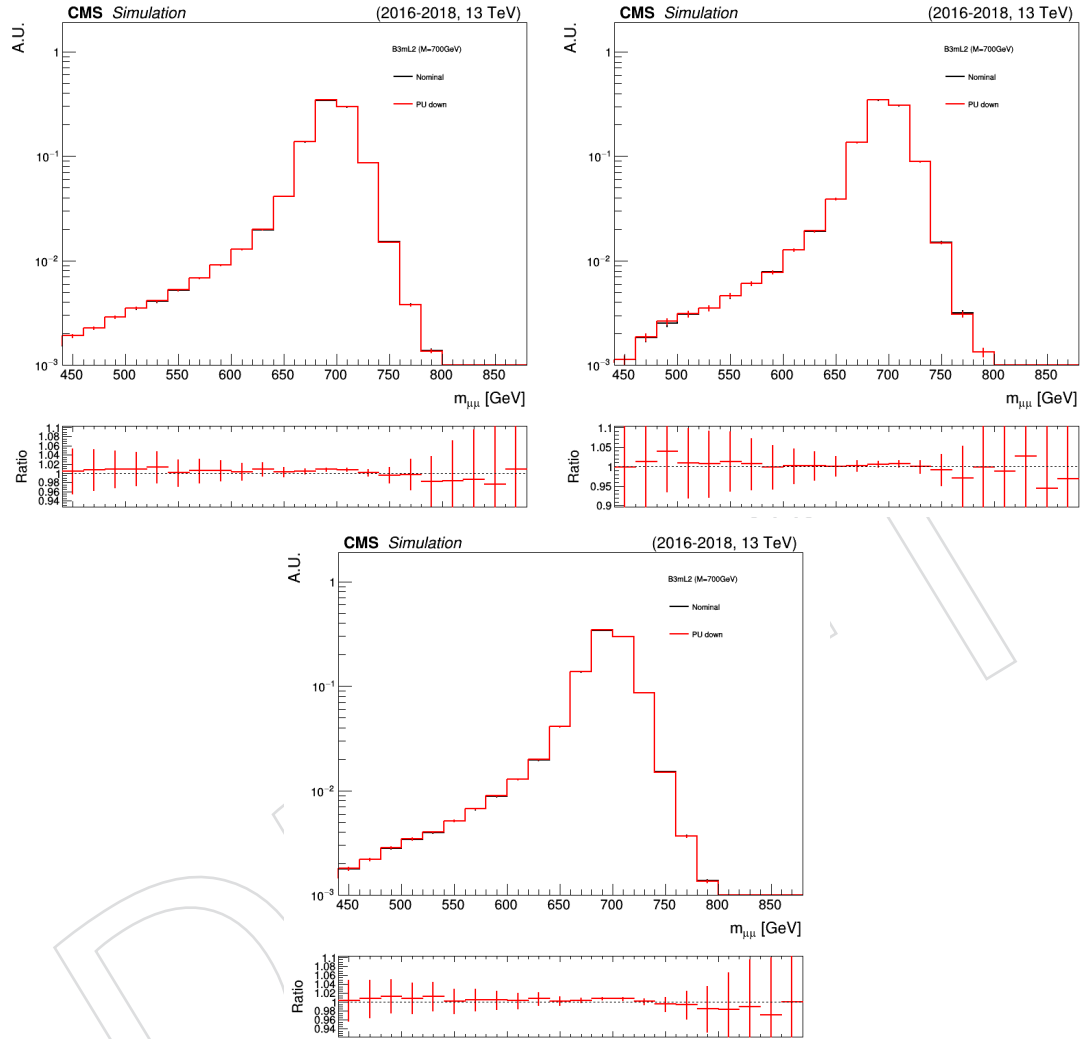 CMS Simulation (2016-2018, 13 TeV)
A.U.
B3mL2 (M=700GeV)
Nominal
PU down
1
10⁻¹
10⁻²
10⁻³
450 500 550 600 650 700 750 800 850
m_μμ [GeV]
Ratio
1.1
1.08
1.06
1.04
1.02
1
0.98
0.96
0.94
CMS Simulation (2016-2018, 13 TeV)
A.U.
B3mL2 (M=700GeV)
Nominal
PU down
1
10⁻¹
10⁻²
10⁻³
450 500 550 600 650 700 750 800 850
m_μμ [GeV]
Ratio
1.1
1.05
1
0.95
0.9
CMS Simulation (2016-2018, 13 TeV)
A.U.
B3mL2 (M=700GeV)
Nominal
PU down
1
10⁻¹
10⁻²
10⁻³
450 500 550 600 650 700 750 800 850
m_μμ [GeV]
Ratio
1.1
1.08
1.06
1.04
1.02
1
0.98
0.96
0.94